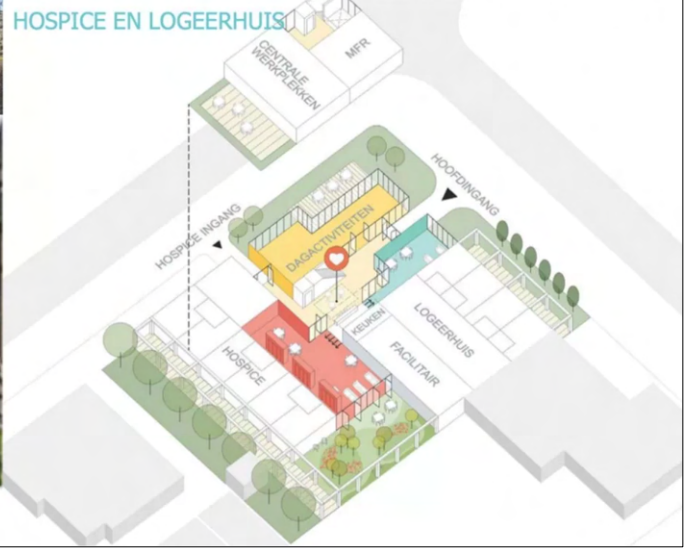 HOSPICE EN LOGEERHUIS
CENTRALE
WERKPLEKKEN
MFR
HOOFDINGANG
HOSPICE INGANG
DAGACTIVITEITEN
KEUKEN
LOGEERHUIS
FACILITAIR
HOSPICE